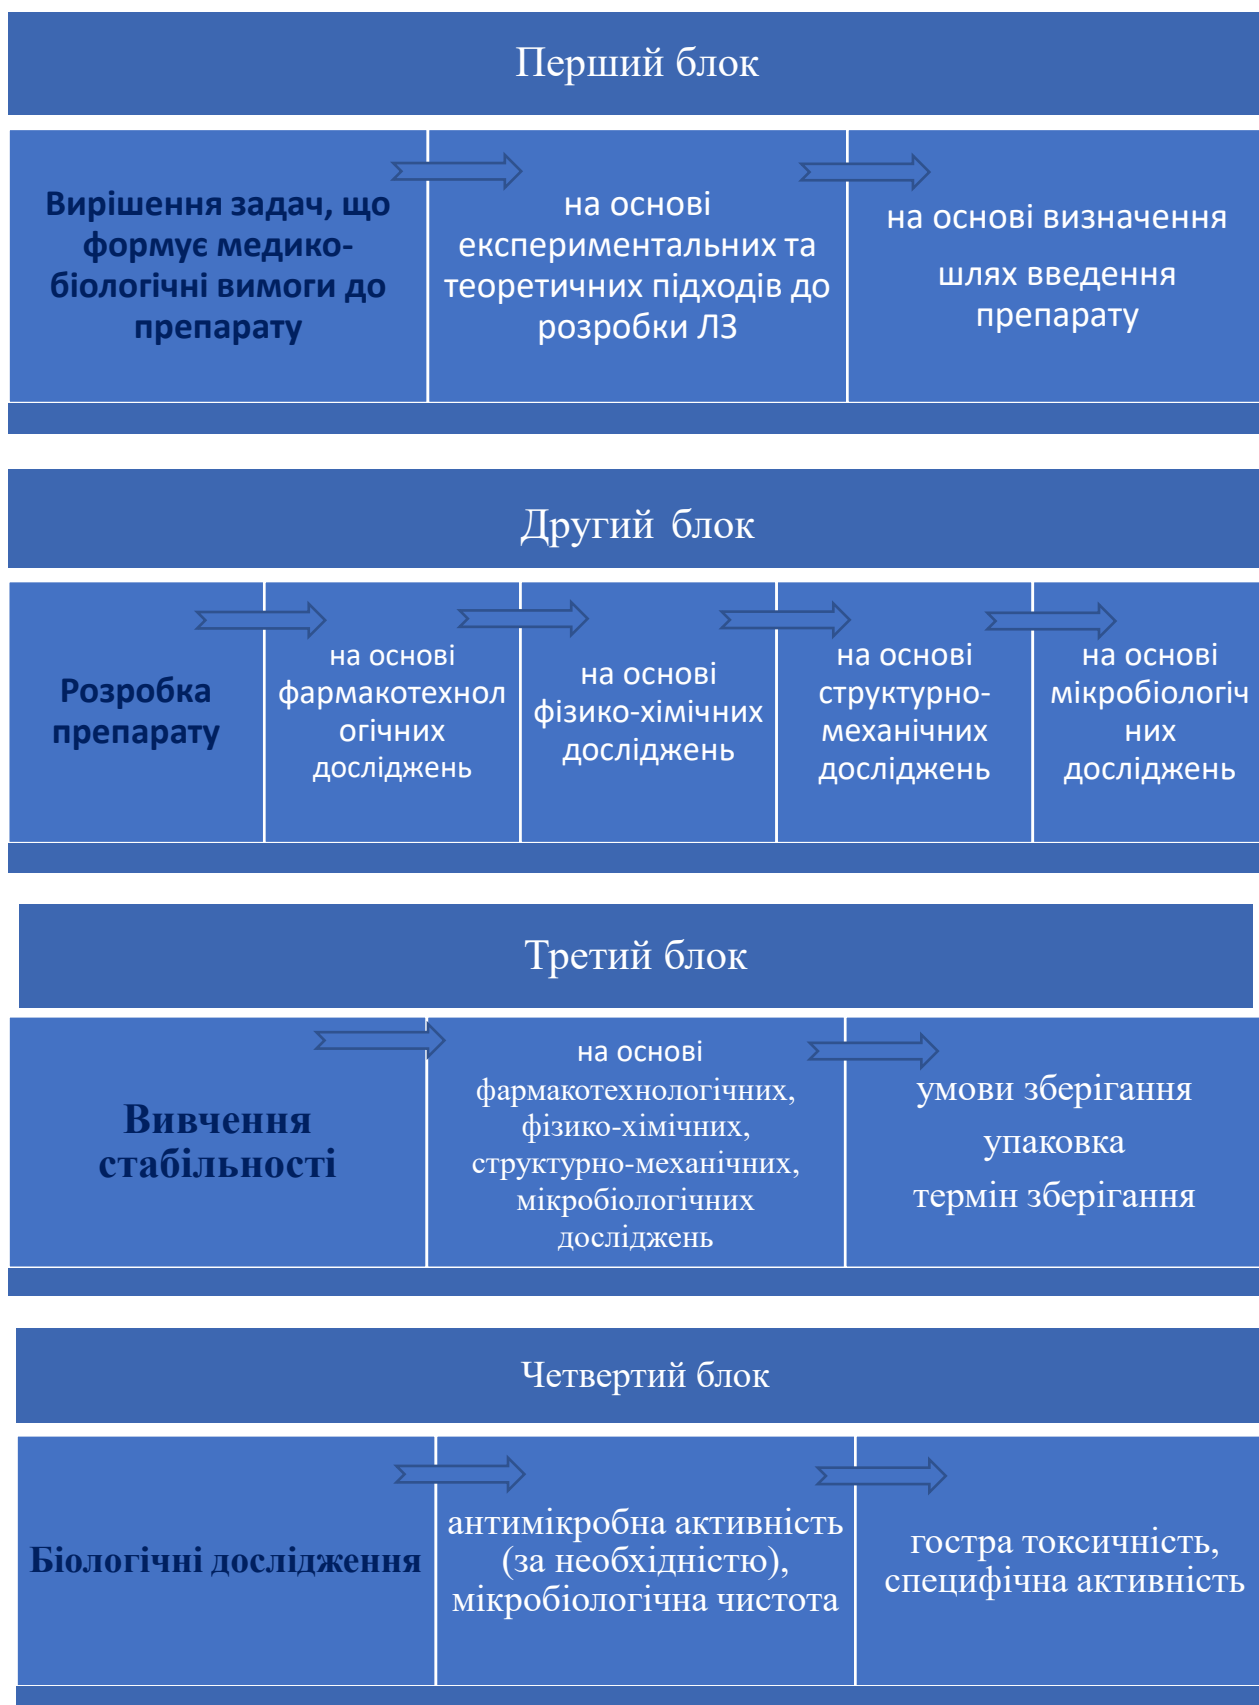 Перший блок
Вирішення задач, що
формує медико-
біологічні вимоги до
препарату
на основі
експериментальних та
теоретичних підходів до
розробки ЛЗ
на основі визначення
шлях введення
препарату
Другий блок
Розробка
препарату
на основі
фармакотехнол
огічних
досліджень
на основі
фізико-хімічних
досліджень
на основі
структурно-
механічних
досліджень
на основі
мікробіологіч
них
досліджень
Третий блок
Вивчення
стабільності
на основі
фармакотехнологічних,
фізико-хімічних,
структурно-механічних,
мікробіологічних
досліджень
умови зберігання
упаковка
термін зберігання
Четвертий блок
Біологічні дослідження
антимікробна активність
(за необхідністю),
мікробіологічна чистота
гостра токсичність,
специфічна активність